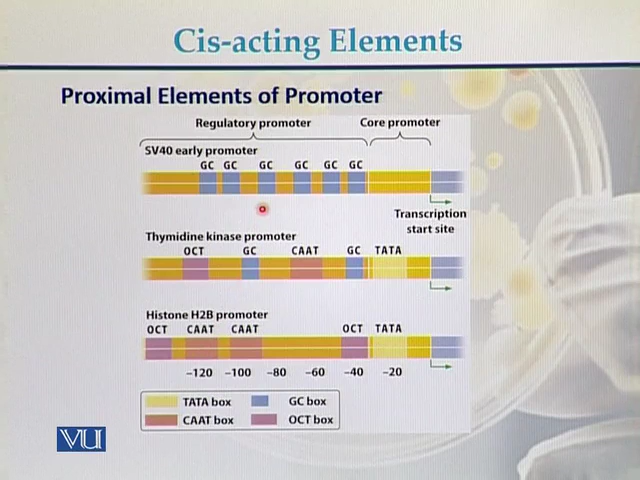 Cis-acting Elements
Proximal Elements of Promoter
Regulatory promoter Core promoter
SV40 early promoter
GC GC GC GC GC GC
Transcription
start site
Thymidine kinase promoter
OCT GC CAAT GC TATA
Histone H2B promoter
OCT CAAT CAAT OCT TATA
–120 –100 –80 –60 –40 –20
TATA box GC box
CAAT box OCT box
VU